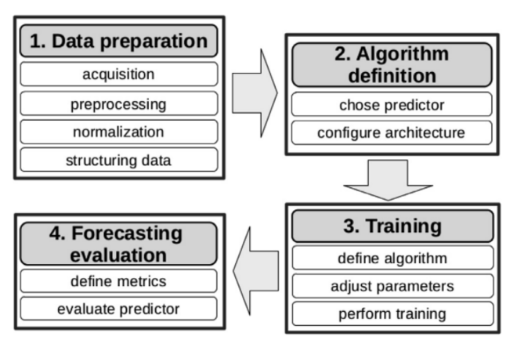 1. Data preparation
acquisition
preprocessing
normalization
structuring data
2. Algorithm
definition
chose predictor
configure architecture
3. Training
define algorithm
adjust parameters
perform training
4. Forecasting
evaluation
define metrics
evaluate predictor